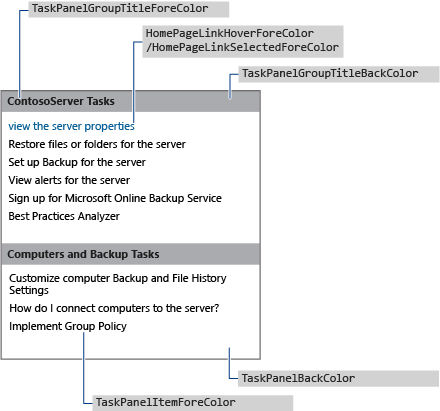 TaskPanelGroupTitleForeColor
HomePageLinkHoverForeColor
/HomePageLinkSelectedForeColor
TaskPanelGroupTitleBackColor
ContosoServer Tasks
view the server properties
Restore files or folders for the server
Set up Backup for the server
View alerts for the server
Sign up for Microsoft Online Backup Service
Best Practices Analyzer
Computers and Backup Tasks
Customize computer Backup and File History
Settings
How do I connect computers to the server?
Implement Group Policy
TaskPanelBackColor
TaskPanelItemForeColor